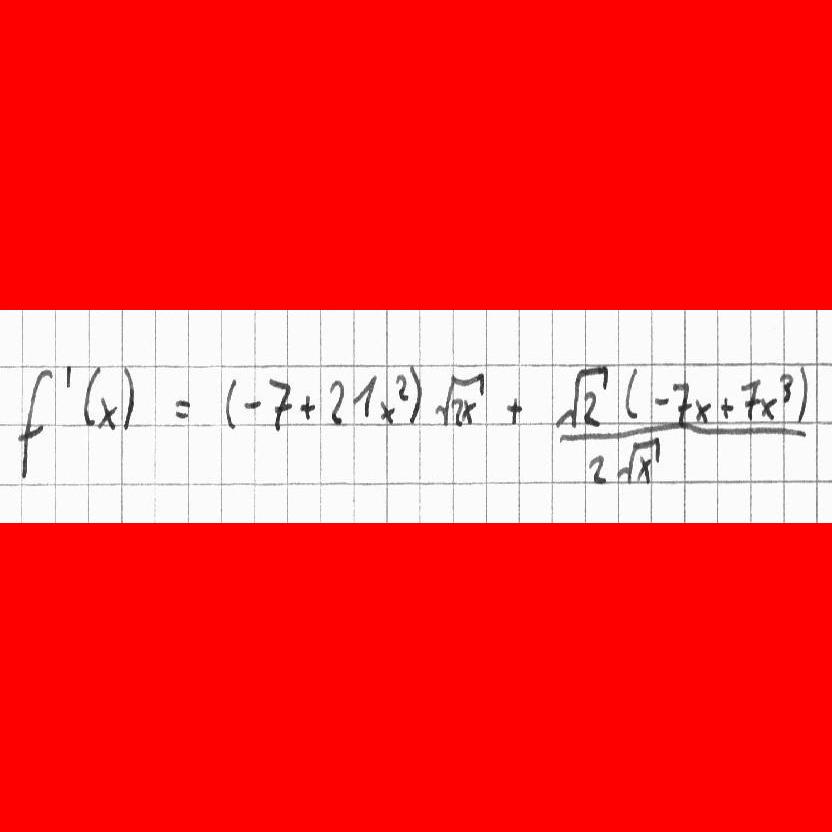 f'(x) = (-7+21x²)√2x + √2(-7x+7x³)/2√x